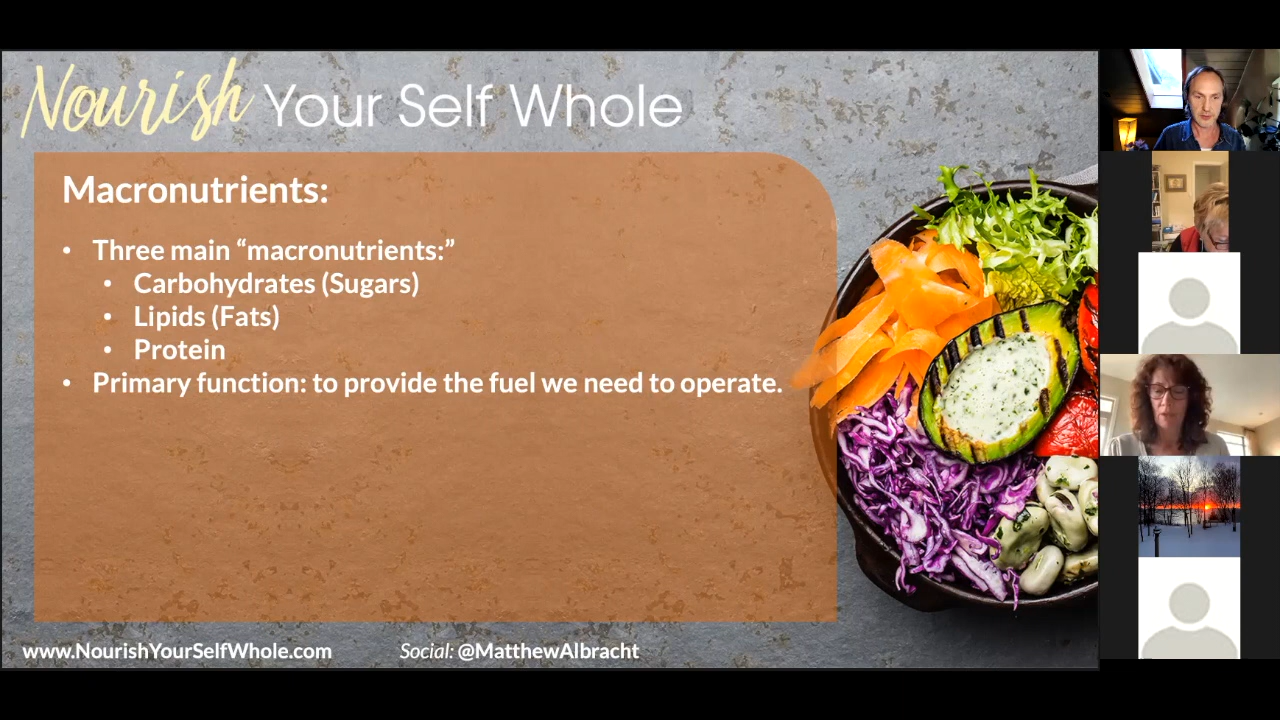 Nourish Your Self Whole
Macronutrients:
• Three main “macronutrients:”
• Carbohydrates (Sugars)
• Lipids (Fats)
• Protein
• Primary function: to provide the fuel we need to operate.
www.NourishYourSelfWhole.com Social: @MatthewAlbracht